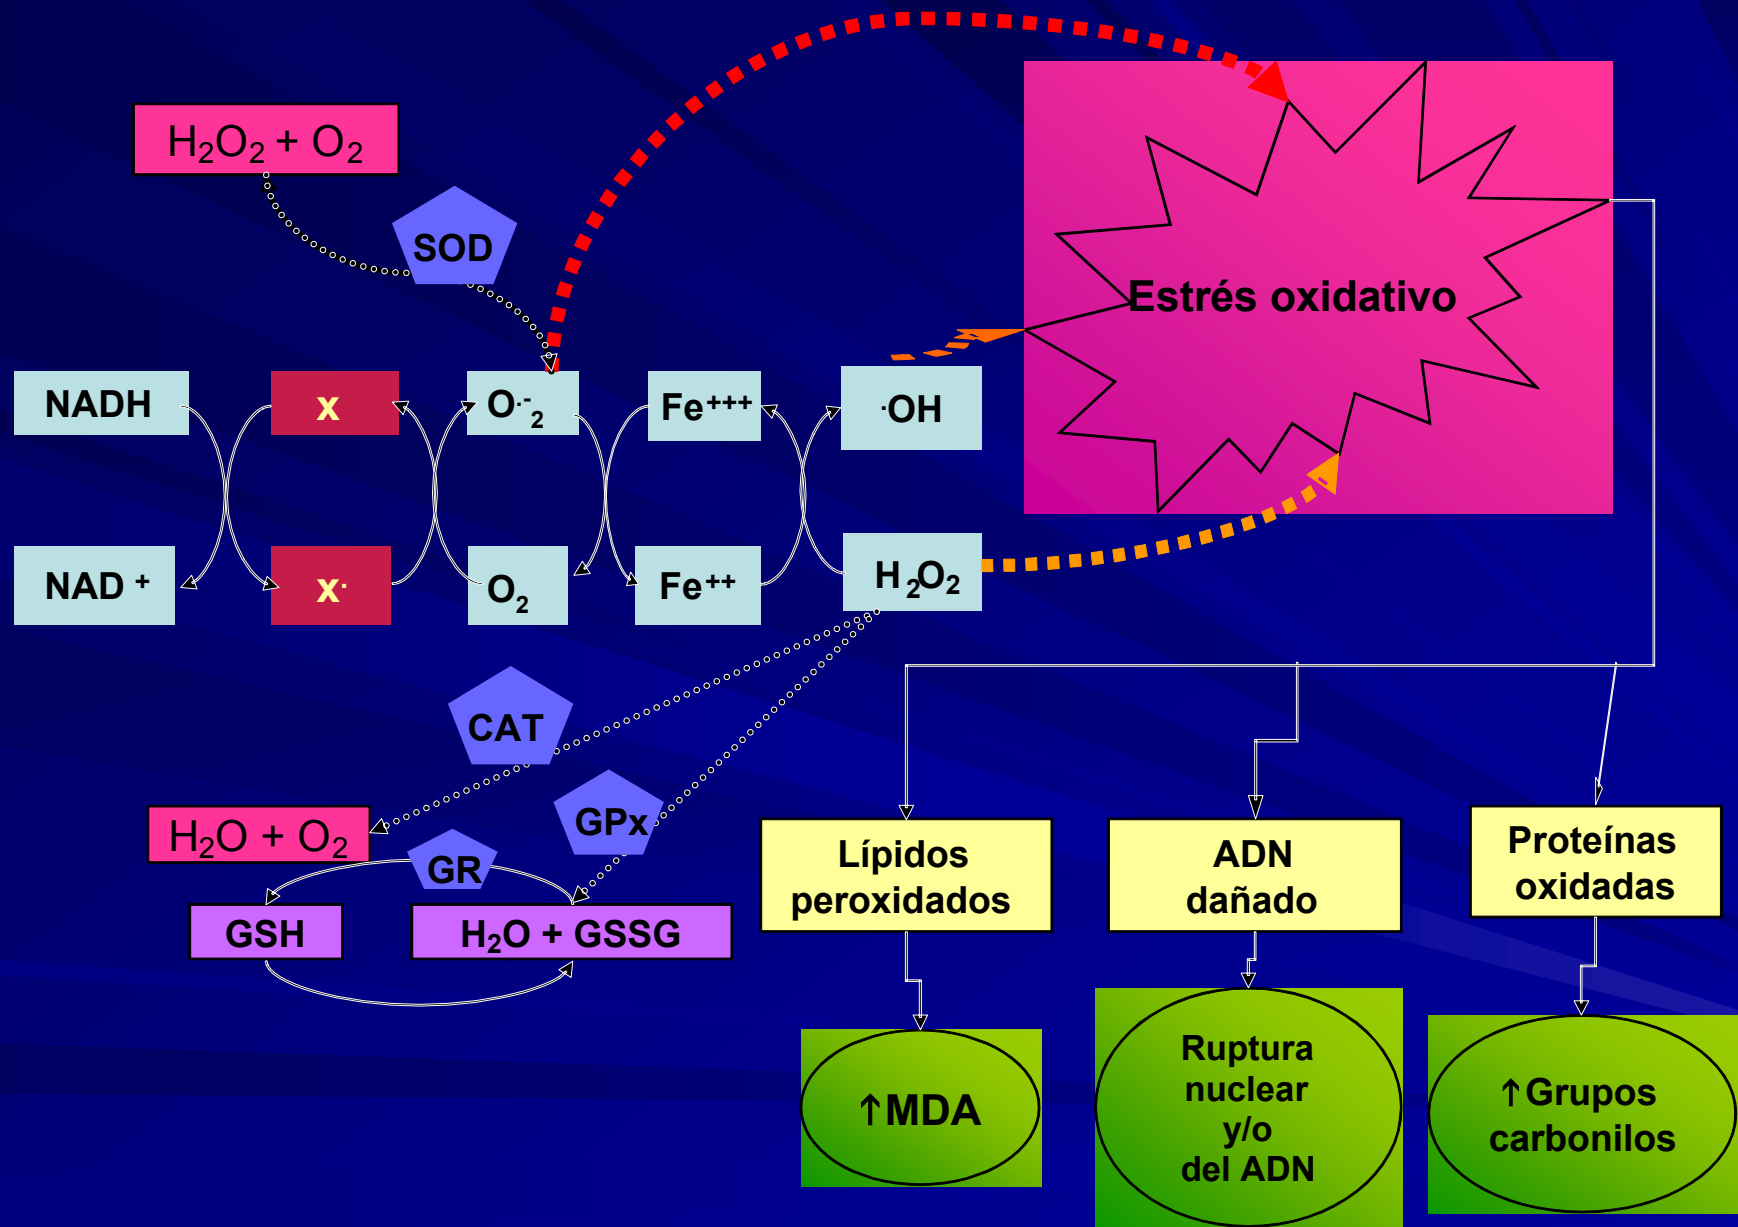 H₂O₂ + O₂
SOD
Estrés oxidativo
NADH
x
O·-₂
Fe+++
·OH
NAD +
x·
O₂
Fe++
H₂O₂
CAT
GPx
H₂O + O₂
GR
GSH
H₂O + GSSG
Lípidos
peroxidados
ADN
dañado
Proteínas
oxidadas
↑MDA
Ruptura
nuclear
y/o
del ADN
↑Grupos
carbonilos